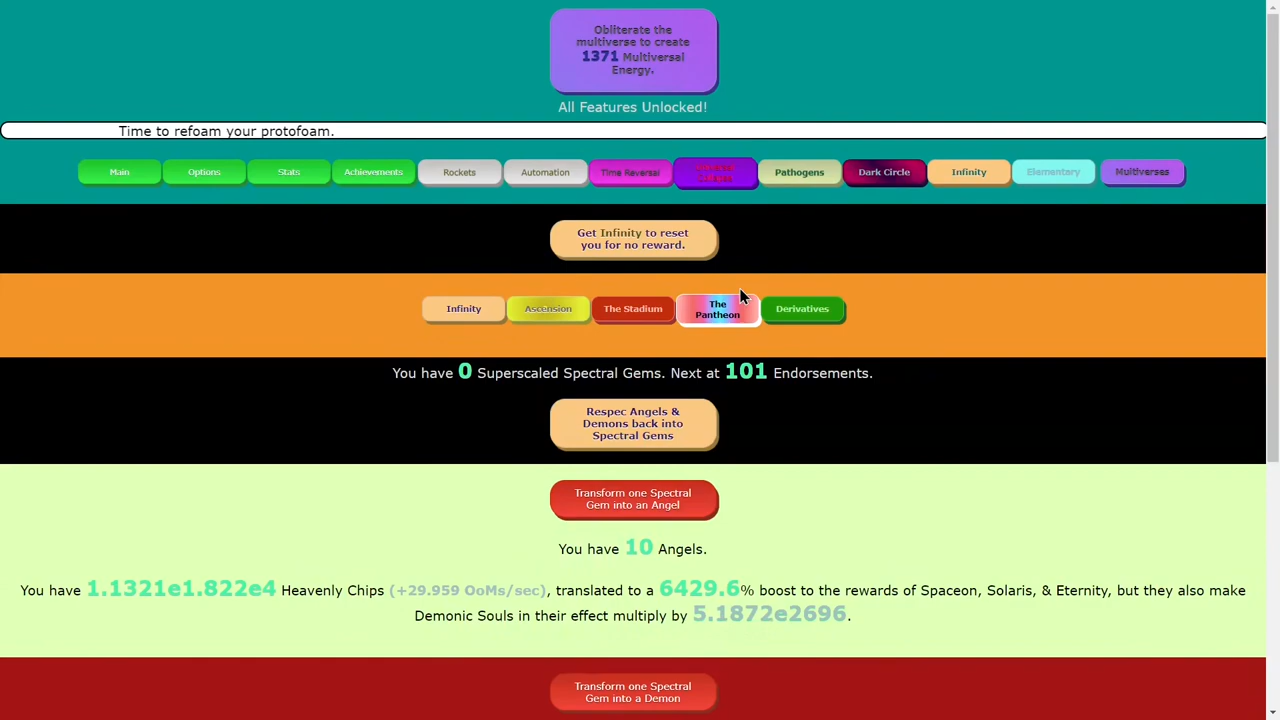 Obliterate the
multiverse to create
1371 Multiversal
Energy.
All Features Unlocked!
Time to refoam your protofoam.
Main
Options
Stats
Achievements
Rockets
Automation
Time Reversal
Pathogens
Dark Circle
Infinity
Elementary
Multiverses
Get Infinity to reset
you for no reward.
Infinity
Ascension
The Stadium
The
Pantheon
Derivatives
You have 0 Superscaled Spectral Gems. Next at 101 Endorsements.
Respec Angels &
Demons back into
Spectral Gems
Transform one Spectral
Gem into an Angel
You have 10 Angels.
You have 1.1321e1.822e4 Heavenly Chips (+29.959 OoMs/sec), translated to a 6429.6% boost to the rewards of Spaceon, Solaris, & Eternity, but they also make
Demonic Souls in their effect multiply by 5.1872e2696.
Transform one Spectral
Gem into a Demon